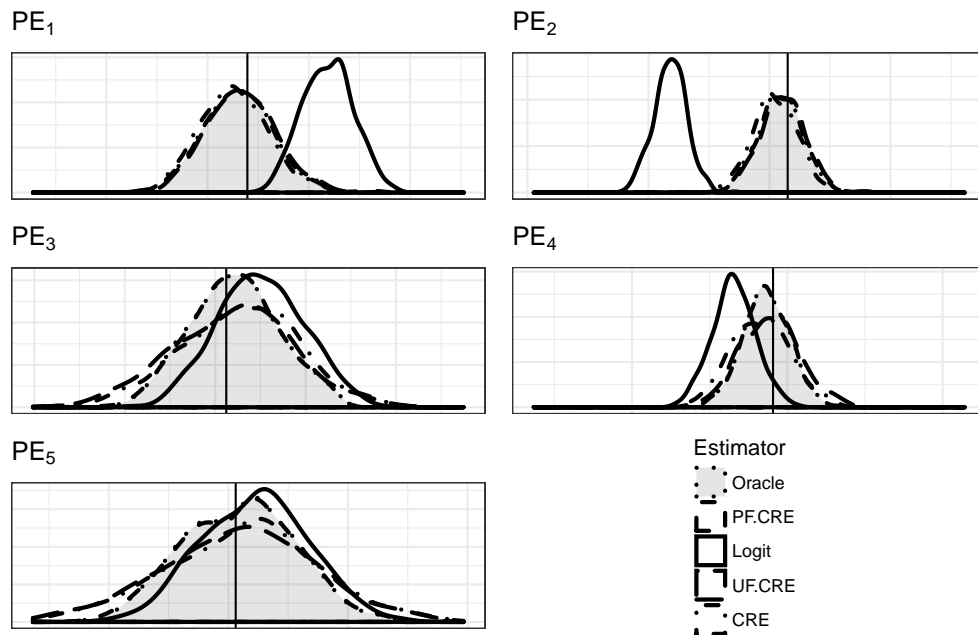 PE₁
PE₂
PE₃
PE₄
PE₅
Estimator
Oracle
PF.CRE
Logit
UF.CRE
CRE